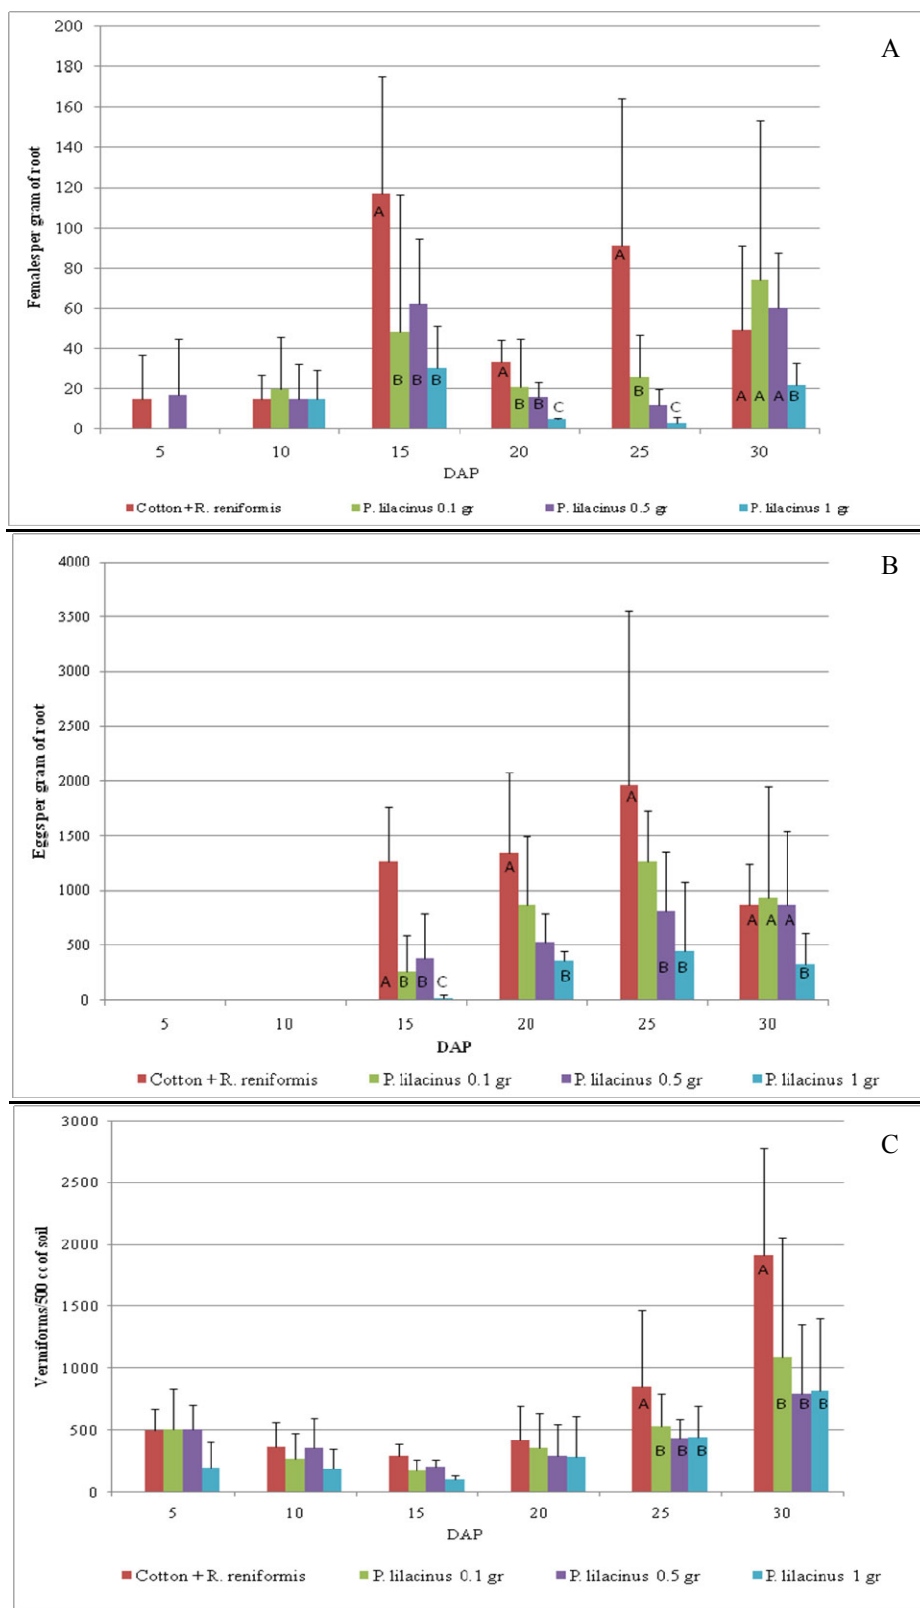 A
200
180
160
140
120
100
80
60
40
20
0
Females per gram of root
A
B
B
B
A
B
B
C
A
B
C
A
A
A
B
5 10 15 20 25 30
DAP
Cotton + R. reniformis P. lilacinus 0.1 gr P. lilacinus 0.5 gr P. lilacinus 1 gr
B
4000
3500
3000
2500
2000
1500
1000
500
0
Eggs per gram of root
A
B
B
C
A
B
A
B
B
A
A
A
B
5 10 15 20 25 30
DAP
Cotton + R. reniformis P. lilacinus 0.1 gr P. lilacinus 0.5 gr P. lilacinus 1 gr
C
3000
2500
2000
1500
1000
500
0
Vermiforms/500 cc of soil
A
B
B
B
A
B
B
B
5 10 15 20 25 30
DAP
Cotton + R. reniformis P. lilacinus 0.1 gr P. lilacinus 0.5 gr P. lilacinus 1 gr